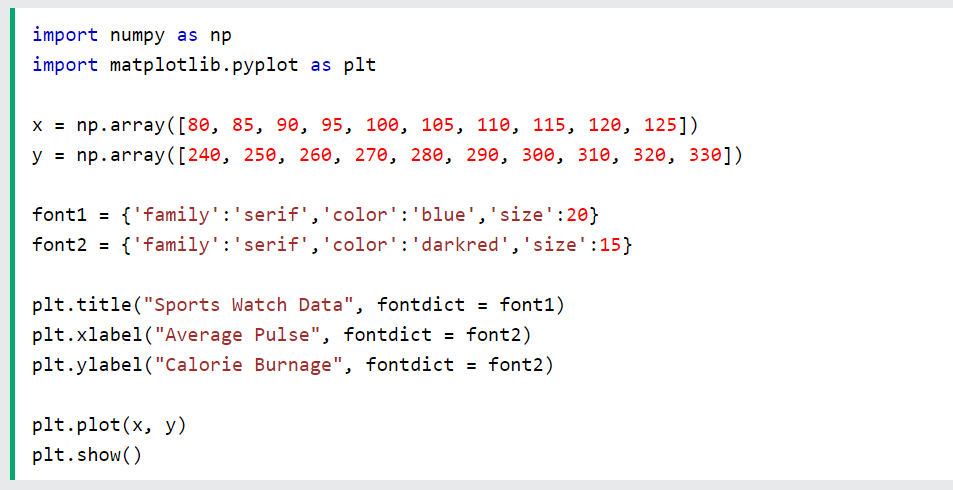 import numpy as np
import matplotlib.pyplot as plt
x = np.array([80, 85, 90, 95, 100, 105, 110, 115, 120, 125])
y = np.array([240, 250, 260, 270, 280, 290, 300, 310, 320, 330])
font1 = {'family':'serif','color':'blue','size':20}
font2 = {'family':'serif','color':'darkred','size':15}
plt.title("Sports Watch Data", fontdict = font1)
plt.xlabel("Average Pulse", fontdict = font2)
plt.ylabel("Calorie Burnage", fontdict = font2)
plt.plot(x, y)
plt.show()